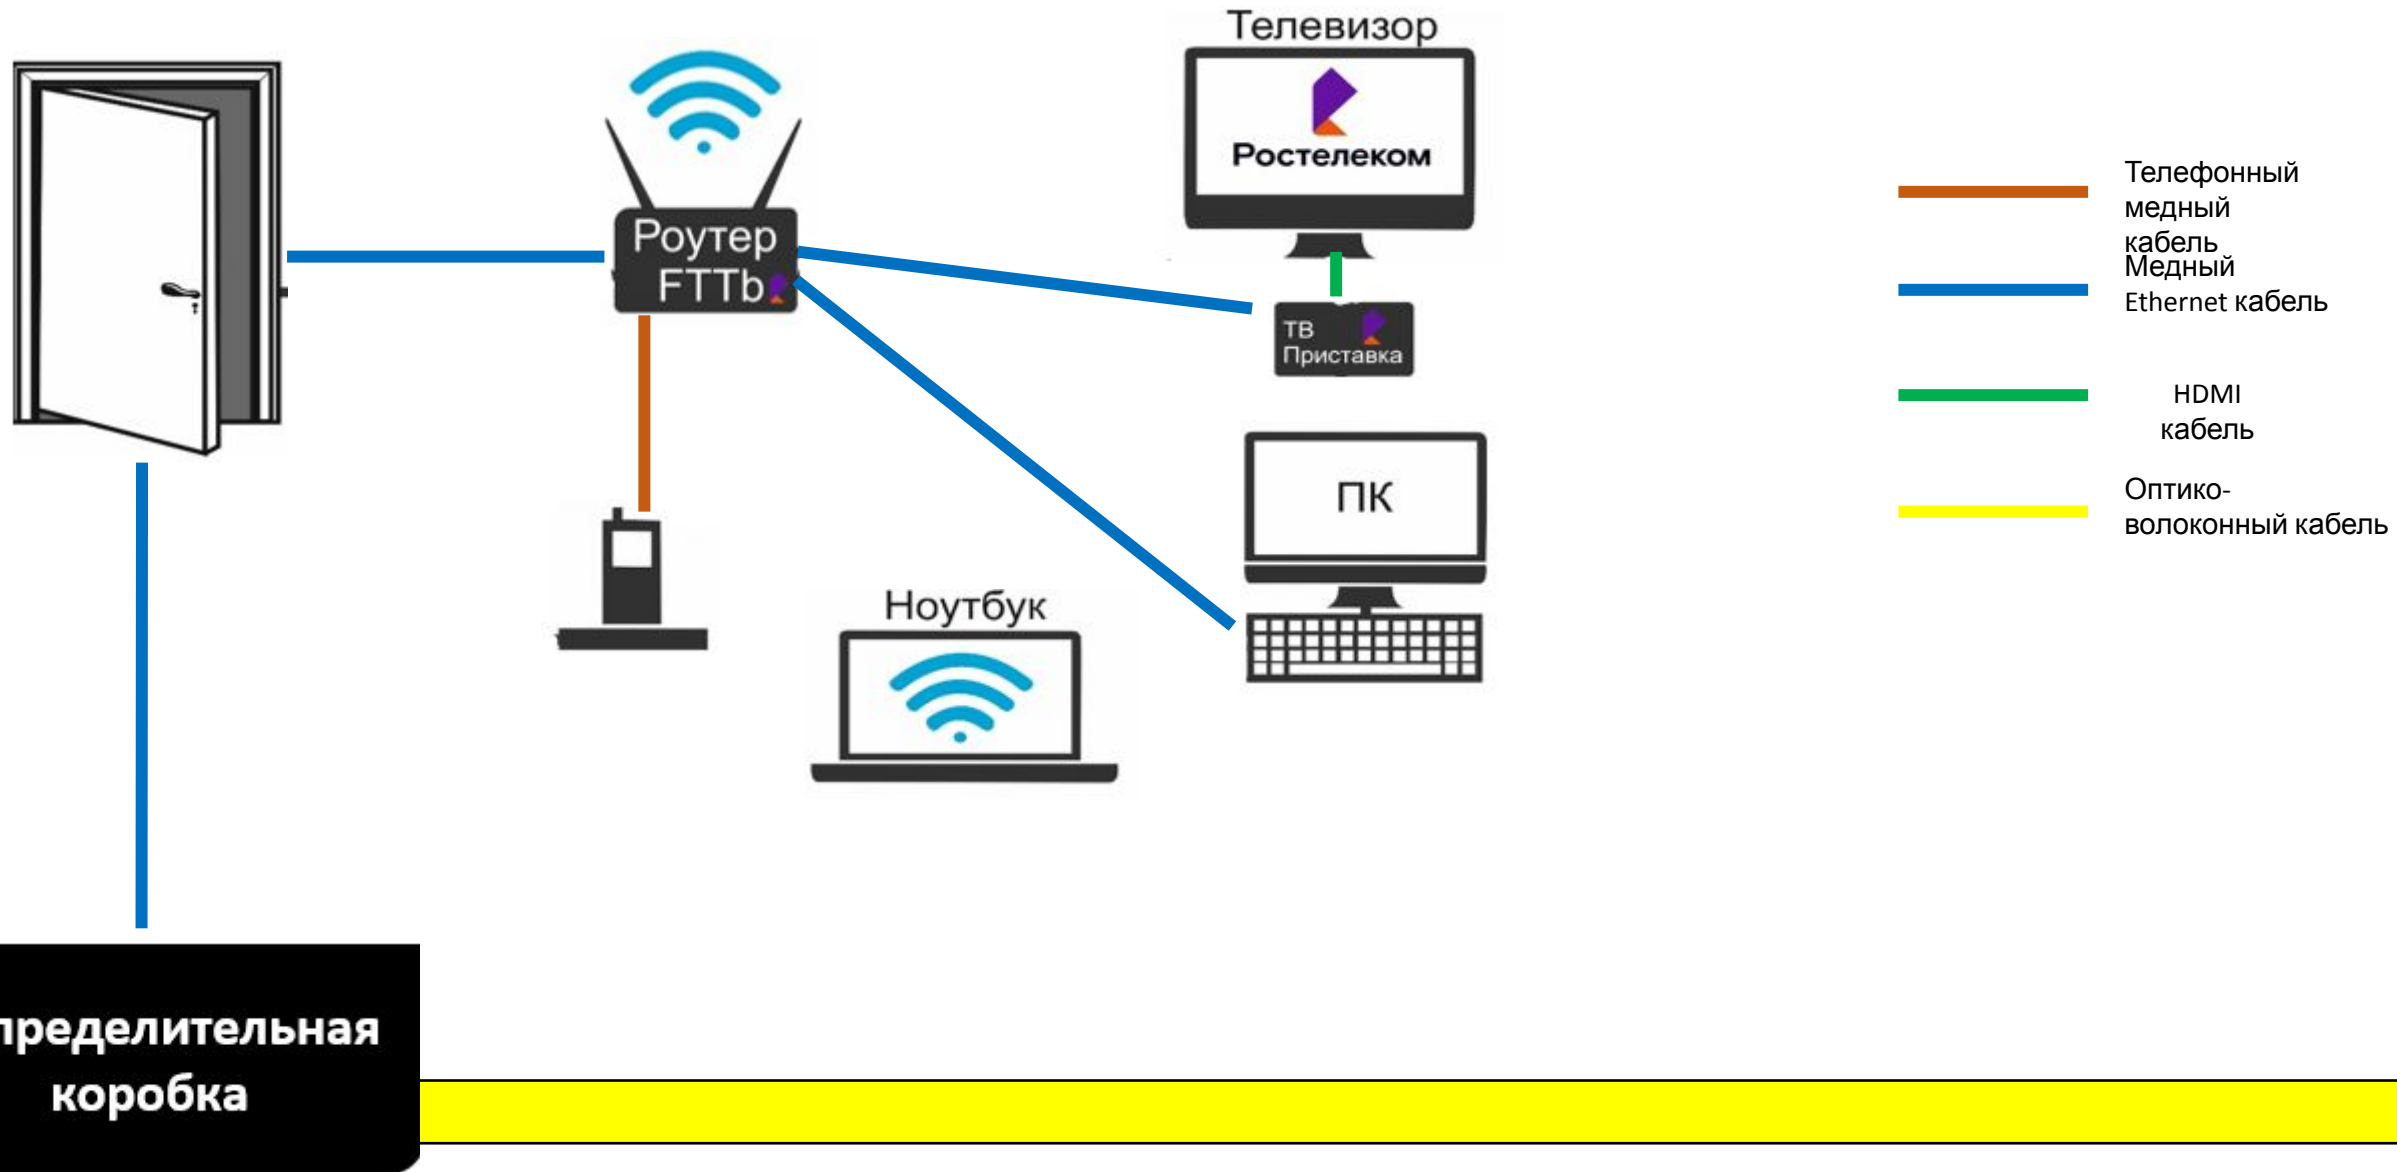 Телевизор
Ростелеком
Роутер
FTTb
ТВ
Приставка
ПК
Ноутбук
Телефонный
медный
кабель
Медный
Ethernet кабель
HDMI
кабель
Оптико-
волоконный кабель
пределительная
коробка